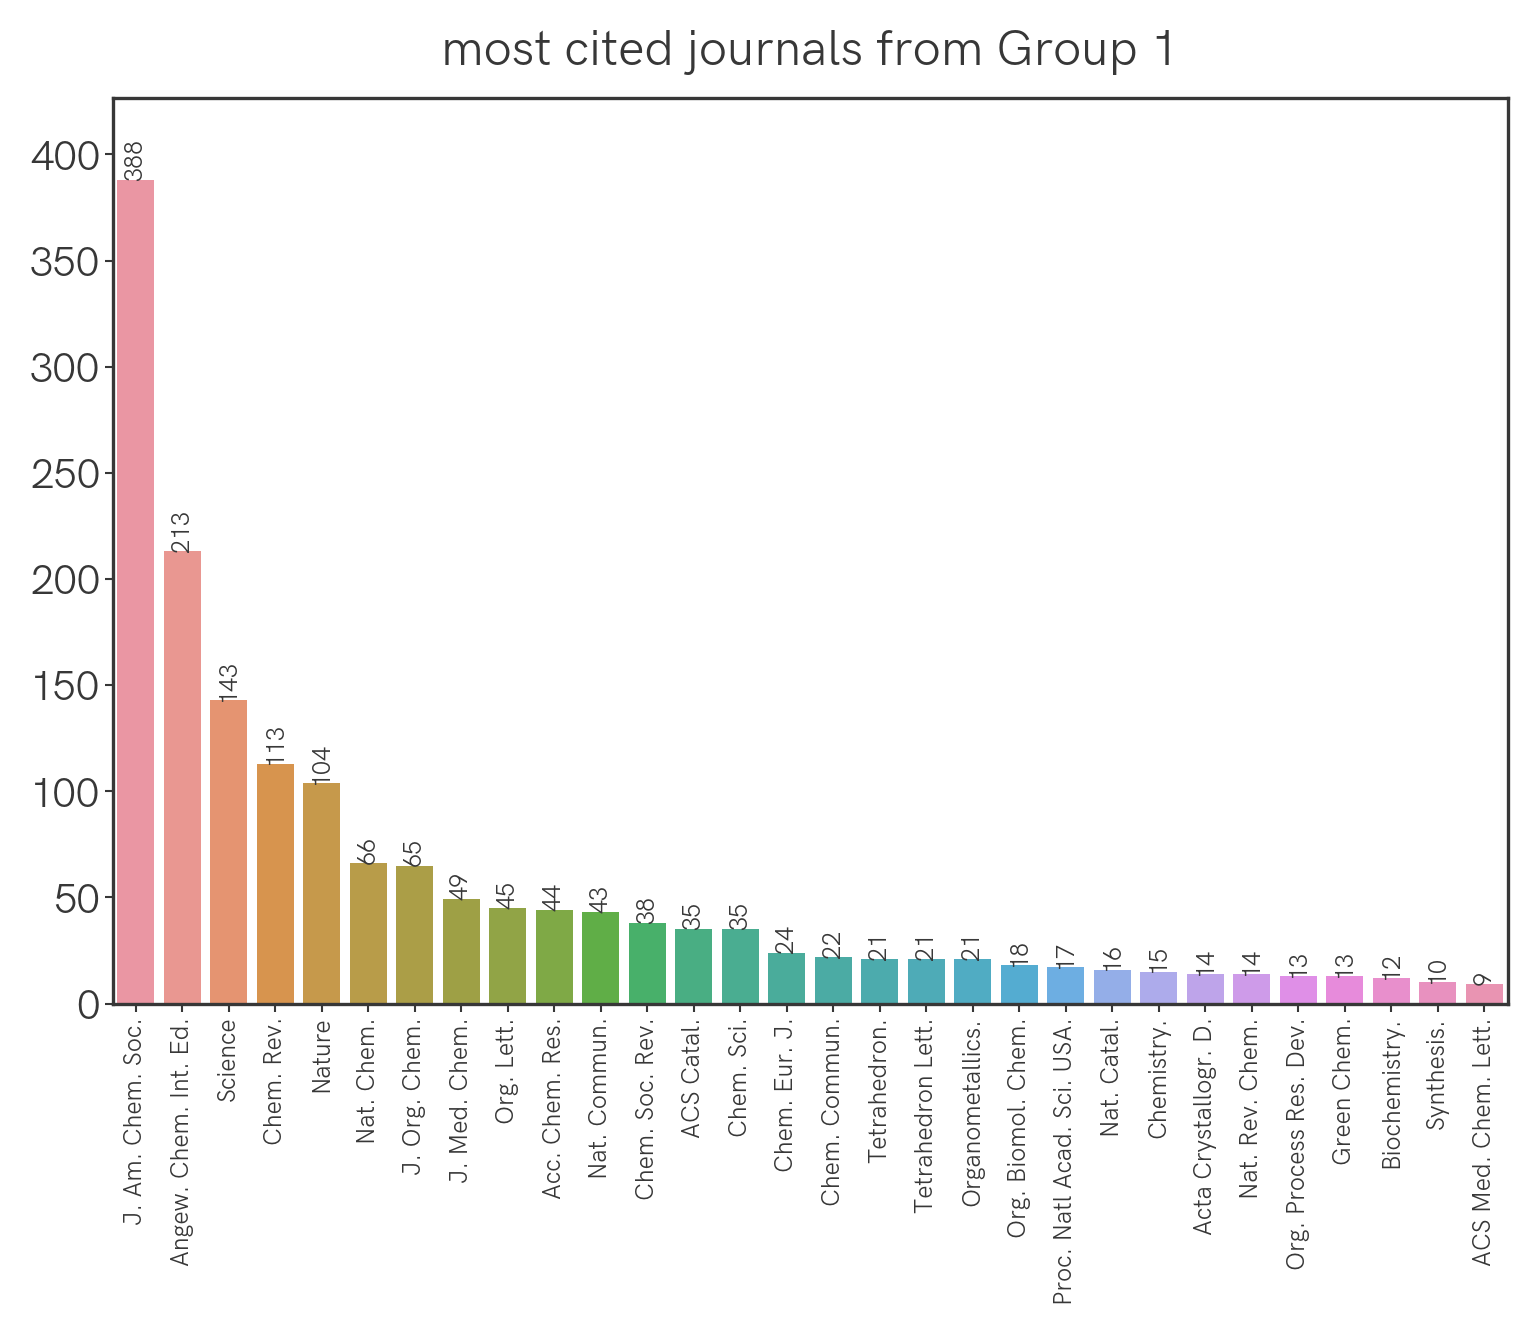 most cited journals from Group 1
400
350
300
250
200
150
100
50
0
388
213
143
113
104
66
65
49
45
44
43
38
35
35
24
22
21
21
21
18
17
16
15
14
14
13
13
12
10
9
J. Am. Chem. Soc.
Angew. Chem. Int. Ed.
Science
Chem. Rev.
Nature
Nat. Chem.
J. Org. Chem.
J. Med. Chem.
Org. Lett.
Acc. Chem. Res.
Nat. Commun.
Chem. Soc. Rev.
ACS Catal.
Chem. Sci.
Chem. Eur. J.
Chem. Commun.
Tetrahedron.
Tetrahedron Lett.
Organometallics.
Org. Biomol. Chem.
Proc. Natl Acad. Sci. USA.
Nat. Catal.
Chemistry.
Acta Crystallogr. D.
Nat. Rev. Chem.
Org. Process Res. Dev.
Green Chem.
Biochemistry.
Synthesis.
ACS Med. Chem. Lett.